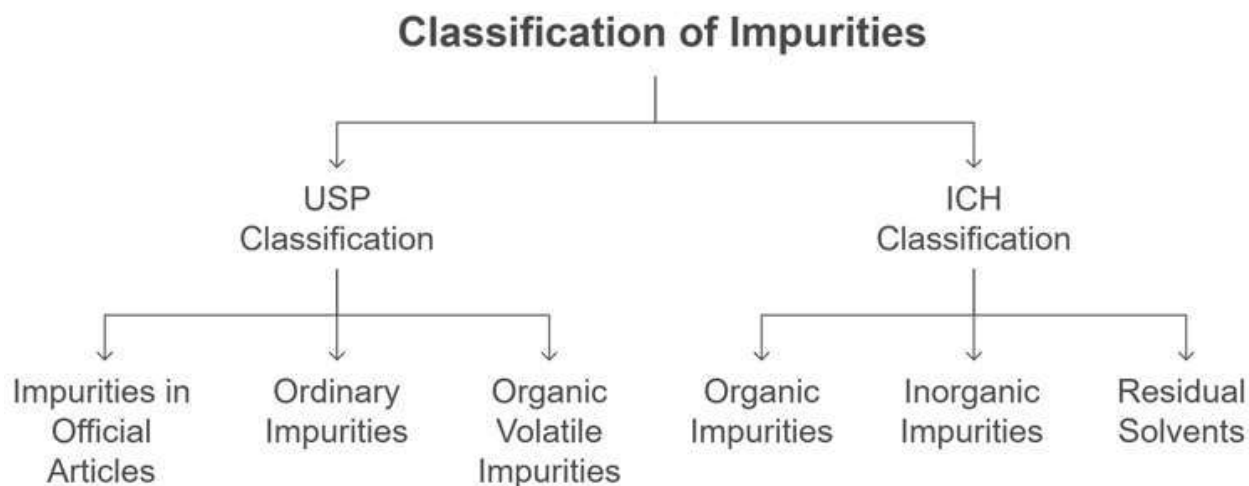 Classification of Impurities
USP
Classification
ICH
Classification
Impurities in
Official
Articles
Ordinary
Impurities
Organic
Volatile
Impurities
Organic
Impurities
Inorganic
Impurities
Residual
Solvents